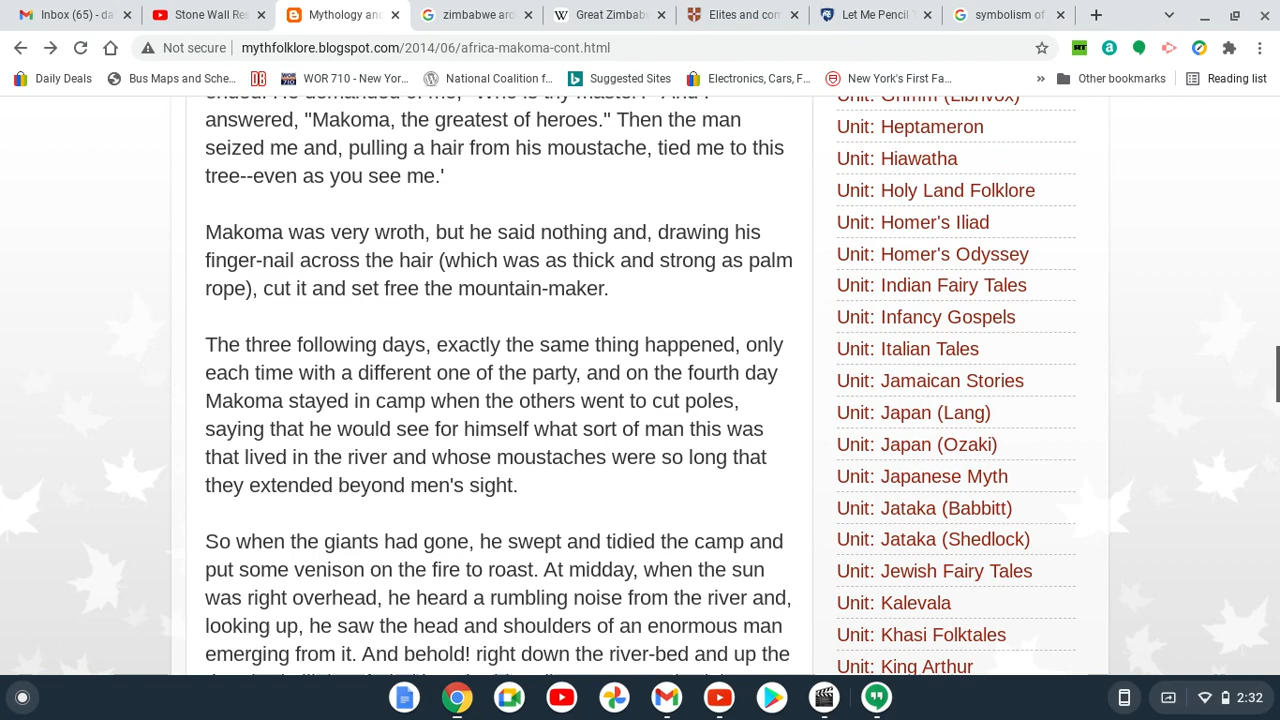 Inbox (65) - da
Stone Wall Res
Mythology an
zimbabwe arc
Great Zimbab
Elites and com
Let Me Pencil
symbolism of
Not secure
mythfolklore.blogspot.com/2014/06/africa-makoma-cont.html
Daily Deals
Bus Maps and Sche...
WOR 710 - New Yor...
National Coalition f...
Suggested Sites
Electronics, Cars, F...
New York's First Fa...
»
Other bookmarks
Reading list
answered, "Makoma, the greatest of heroes." Then the man
seized me and, pulling a hair from his moustache, tied me to this
tree--even as you see me.'
Makoma was very wroth, but he said nothing and, drawing his
finger-nail across the hair (which was as thick and strong as palm
rope), cut it and set free the mountain-maker.
The three following days, exactly the same thing happened, only
each time with a different one of the party, and on the fourth day
Makoma stayed in camp when the others went to cut poles,
saying that he would see for himself what sort of man this was
that lived in the river and whose moustaches were so long that
they extended beyond men's sight.
So when the giants had gone, he swept and tidied the camp and
put some venison on the fire to roast. At midday, when the sun
was right overhead, he heard a rumbling noise from the river and,
looking up, he saw the head and shoulders of an enormous man
emerging from it. And behold! right down the river-bed and up the
Unit: Grimm (Librivox)
Unit: Heptameron
Unit: Hiawatha
Unit: Holy Land Folklore
Unit: Homer's Iliad
Unit: Homer's Odyssey
Unit: Indian Fairy Tales
Unit: Infancy Gospels
Unit: Italian Tales
Unit: Jamaican Stories
Unit: Japan (Lang)
Unit: Japan (Ozaki)
Unit: Japanese Myth
Unit: Jataka (Babbitt)
Unit: Jataka (Shedlock)
Unit: Jewish Fairy Tales
Unit: Kalevala
Unit: Khasi Folktales
Unit: King Arthur
2:32